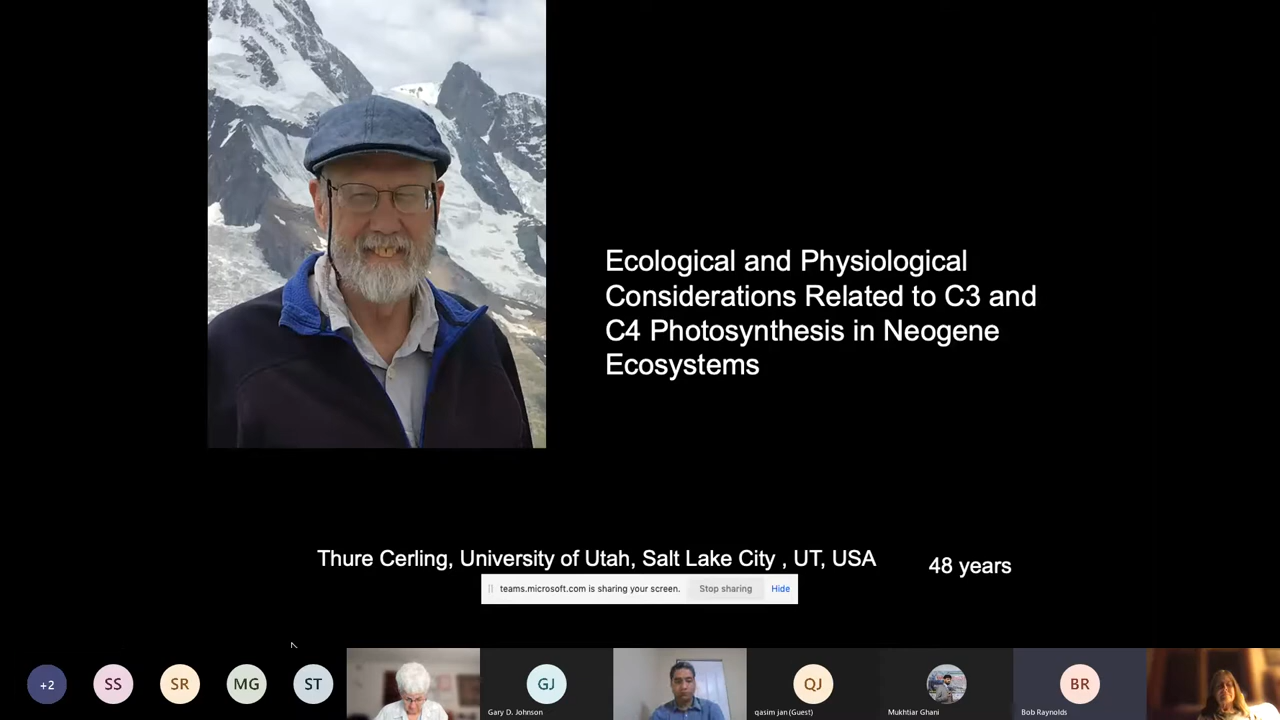 Ecological and Physiological
Considerations Related to C3 and
C4 Photosynthesis in Neogene
Ecosystems
Thure Cerling, University of Utah, Salt Lake City , UT, USA
48 years
teams.microsoft.com is sharing your screen.
Stop sharing
Hide
+2
SS
SR
MG
ST
GJ
QJ
BR
Gary D. Johnson
qasim jan (Guest)
Mukhtiar Ghani
Bob Raynolds